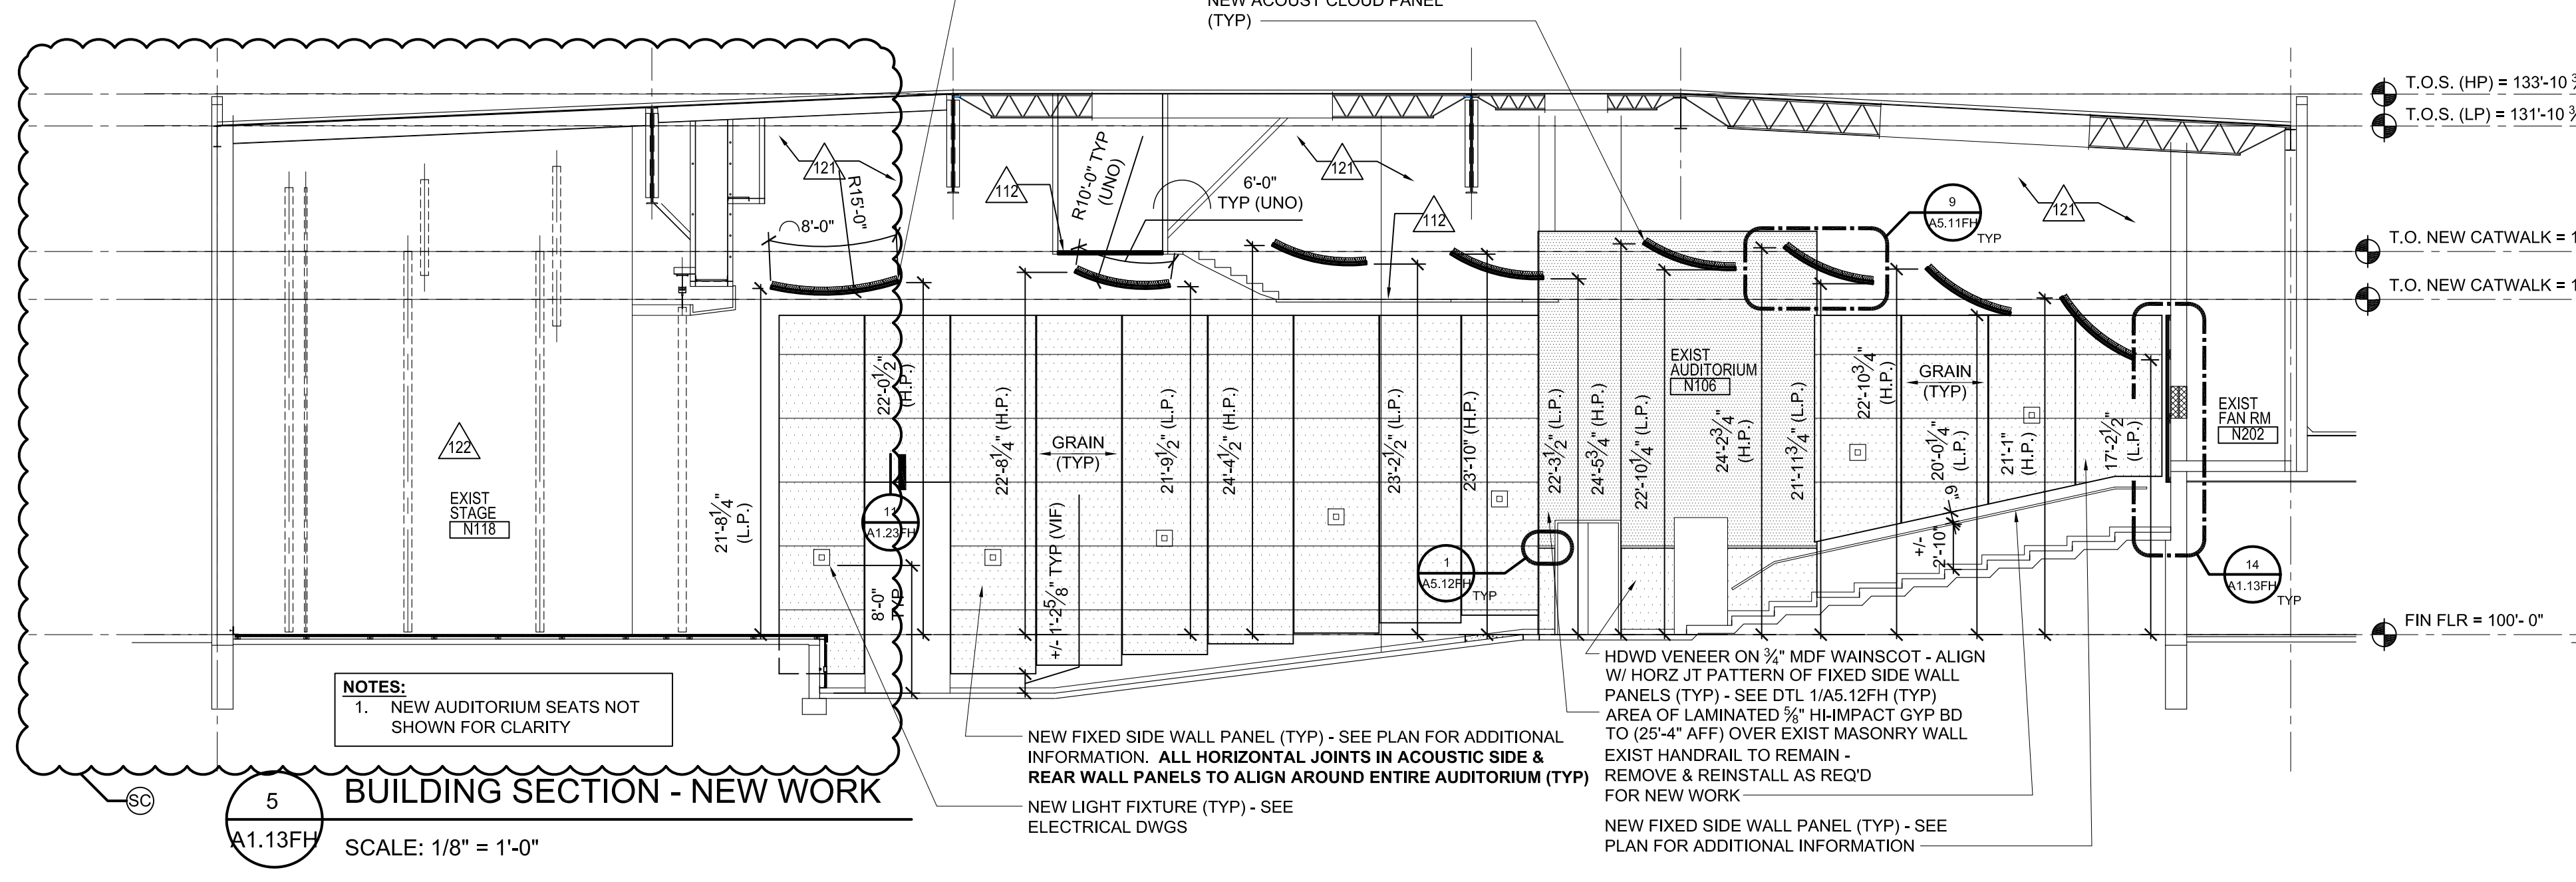 NEW ACOUST CLOUD PANEL
(TYP)
T.O.S. (HP) = 133'-10
T.O.S. (LP) = 131'-10
T.O. NEW CATWALK = 1
T.O. NEW CATWALK = 1
FIN FLR = 100'- 0"
121
R15'-0"
8'-0"
112
R10'-0" TYP
(UNO)
6'-0"
TYP (UNO)
121
112
9
A5.11FH
TYP
121
122
EXIST
STAGE
N118
21'-8 1/4"
(L.P.)
22'-0 1/2"
(H.P.)
11
A1.23FH
8'-0"
TYP
22'-8 1/4" (H.P.)
GRAIN
(TYP)
+/- 1'-2 5/8" TYP (VIF)
21'-9 1/2" (L.P.)
24'-4 1/2" (H.P.)
23'-2 1/2" (L.P.)
23'-10" (H.P.)
1
A5.12FH
TYP
22'-3 1/2" (L.P.)
24'-5 3/4" (H.P.)
22'-10 1/4" (L.P.)
EXIST
AUDITORIUM
N106
24'-2 3/4"
(H.P.)
21'-11 3/4" (L.P.)
22'-10 3/4"
(H.P.)
GRAIN
(TYP)
20'-0 1/4"
(L.P.)
21'-1"
(H.P.)
17'-2 1/2"
(L.P.)
6"
+/-
2'-10"
EXIST
FAN RM
N202
14
A1.13FH
TYP
NOTES:
1. NEW AUDITORIUM SEATS NOT
SHOWN FOR CLARITY
NEW FIXED SIDE WALL PANEL (TYP) - SEE PLAN FOR ADDITIONAL
INFORMATION. ALL HORIZONTAL JOINTS IN ACOUSTIC SIDE &
REAR WALL PANELS TO ALIGN AROUND ENTIRE AUDITORIUM (TYP)
NEW LIGHT FIXTURE (TYP) - SEE
ELECTRICAL DWGS
HDWD VENEER ON 3/4" MDF WAINSCOT - ALIGN
W/ HORZ JT PATTERN OF FIXED SIDE WALL
PANELS (TYP) - SEE DTL 1/A5.12FH (TYP)
AREA OF LAMINATED 5/8" HI-IMPACT GYP BD
TO (25'-4" AFF) OVER EXIST MASONRY WALL
EXIST HANDRAIL TO REMAIN -
REMOVE & REINSTALL AS REQ'D
FOR NEW WORK
NEW FIXED SIDE WALL PANEL (TYP) - SEE
PLAN FOR ADDITIONAL INFORMATION
SC
5
A1.13FH
BUILDING SECTION - NEW WORK
SCALE: 1/8" = 1'-0"